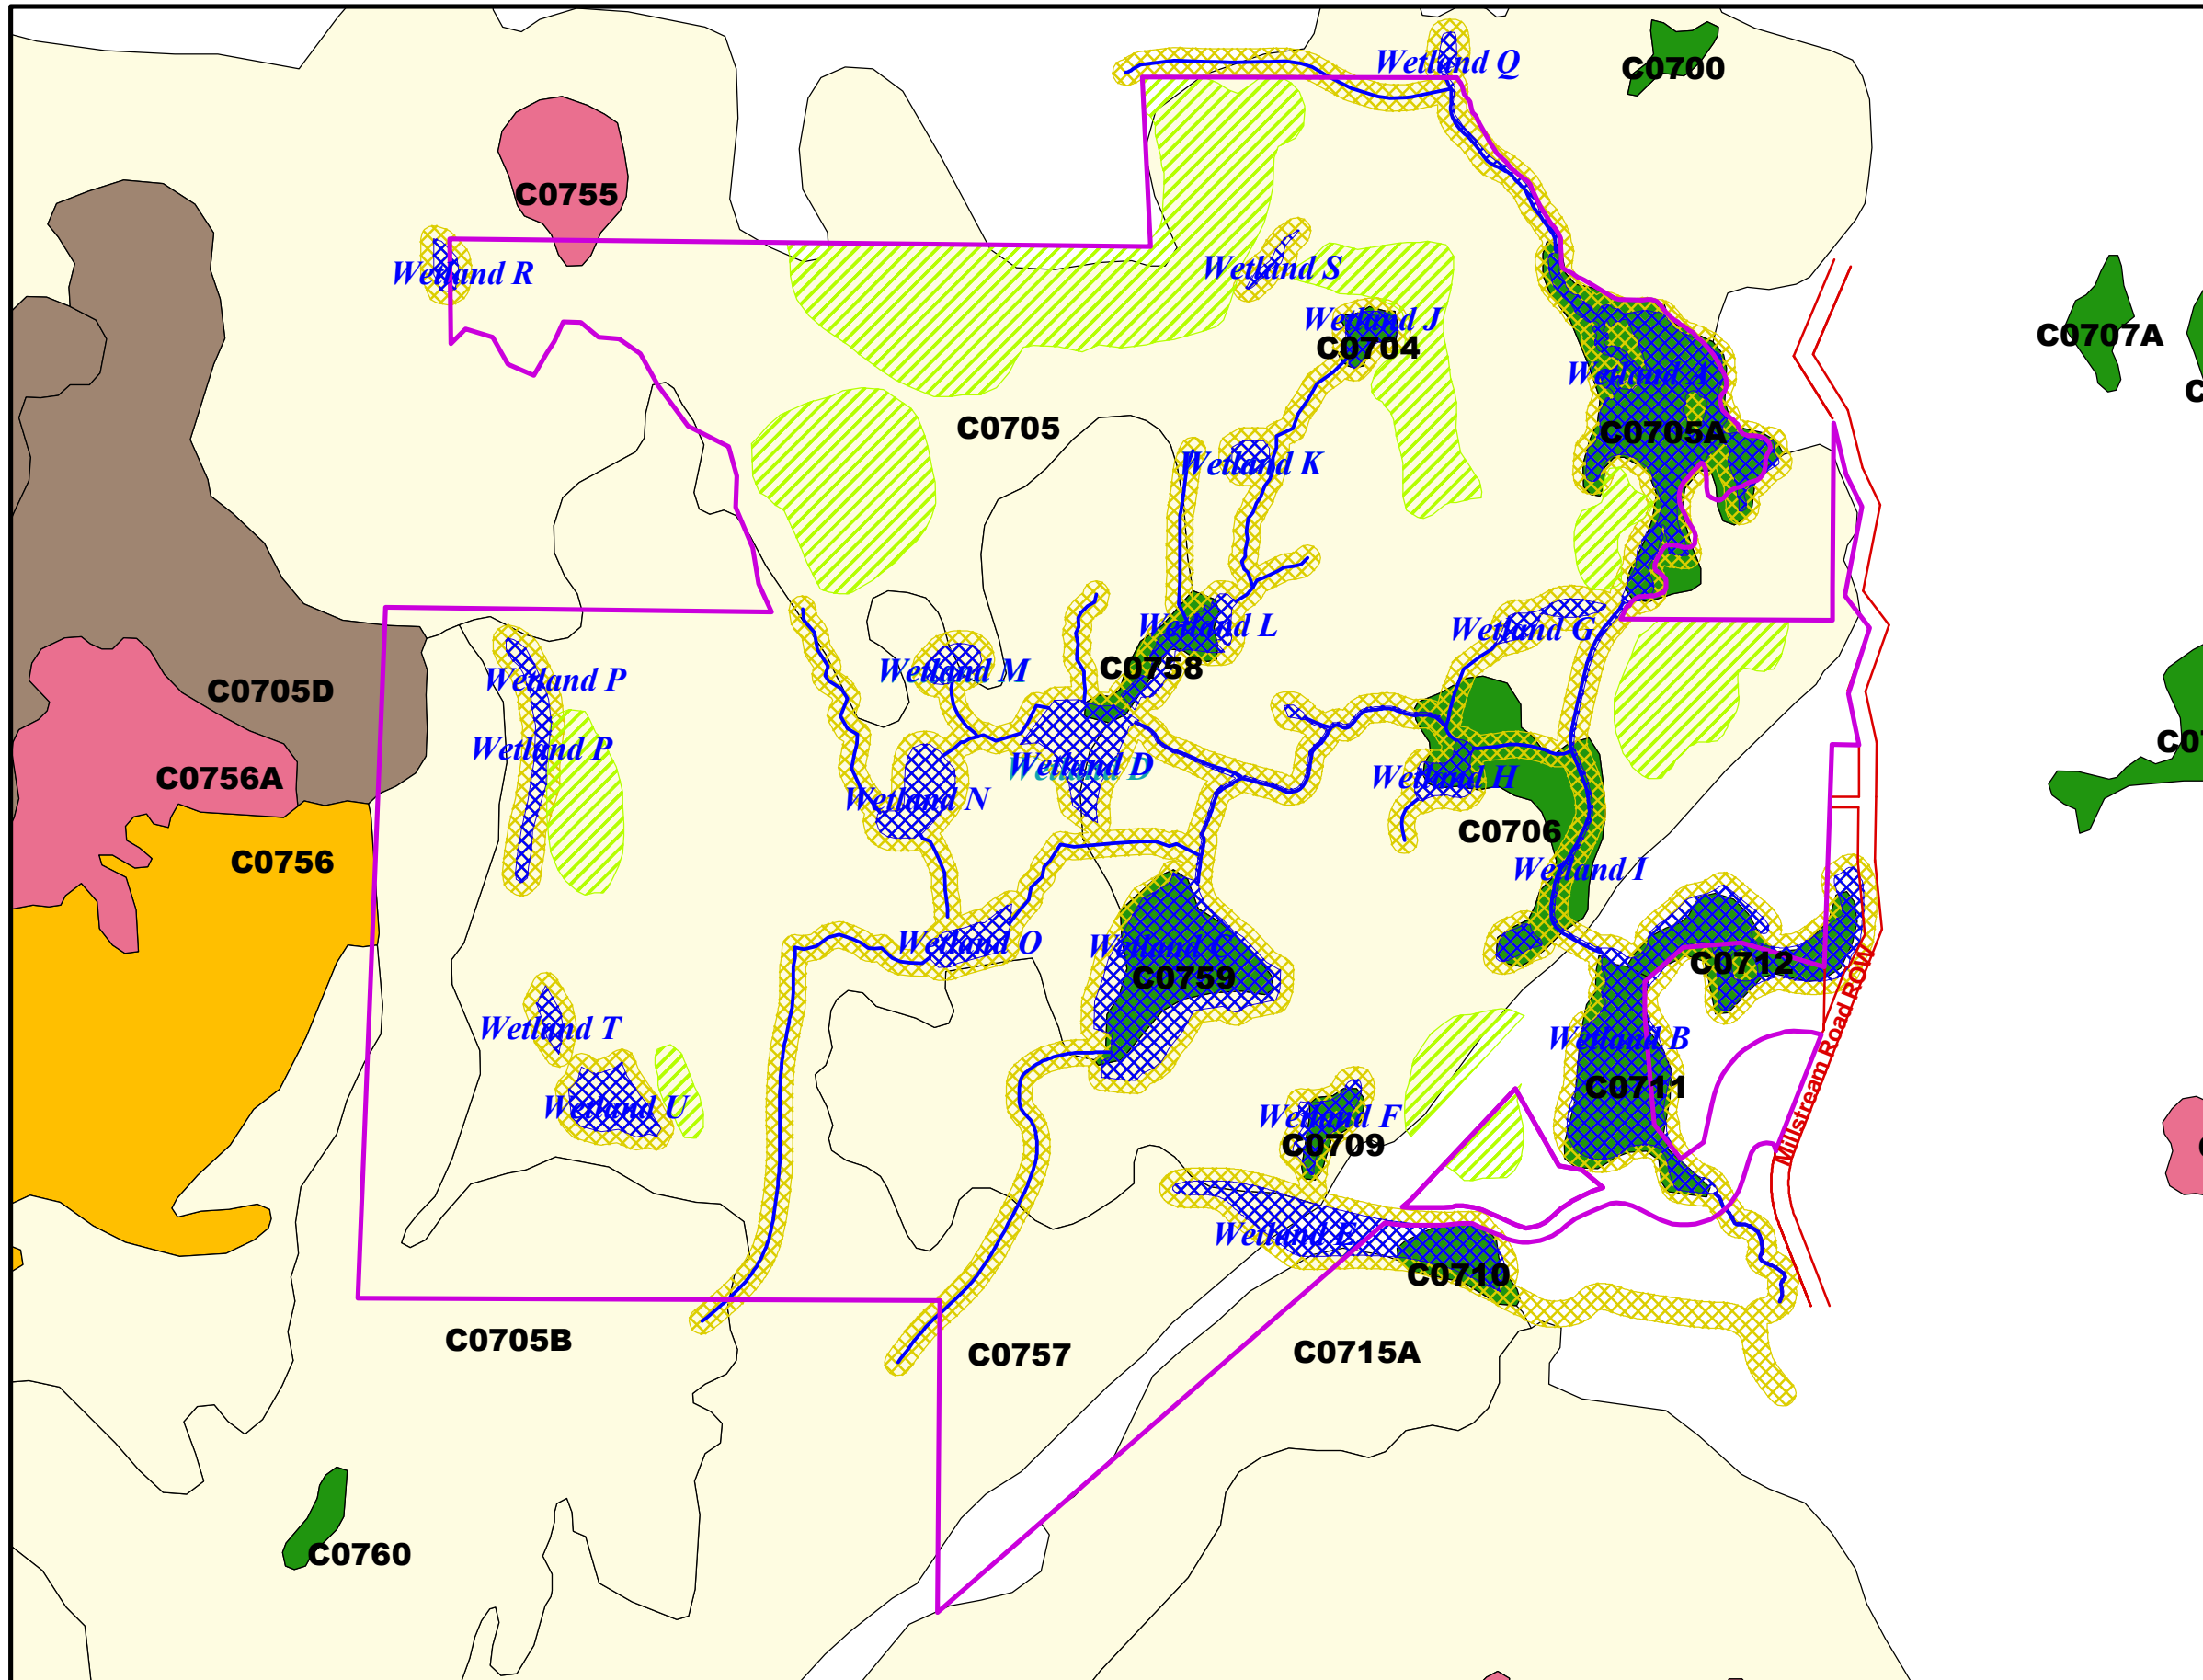 Wetland Q
C0700
C0755
Wetland R
Wetland S
Wetland J
C0704
C0707A
C
Wetland A
C0705
C0705A
Wetland K
Wetland L
Wetland G
C0758
Wetland M
Wetland P
C0705D
Wetland P
Wetland D
C0756A
Wetland H
Wetland N
C07
C0706
C0756
Wetland I
Wetland O
Wetland C
C0759
C0712
Wetland T
Wetland B
Millstream Road ROW
C0711
Wetland U
Wetland F
C0709
Wetland E
C0710
C0705B
C0757
C0715A
C0760